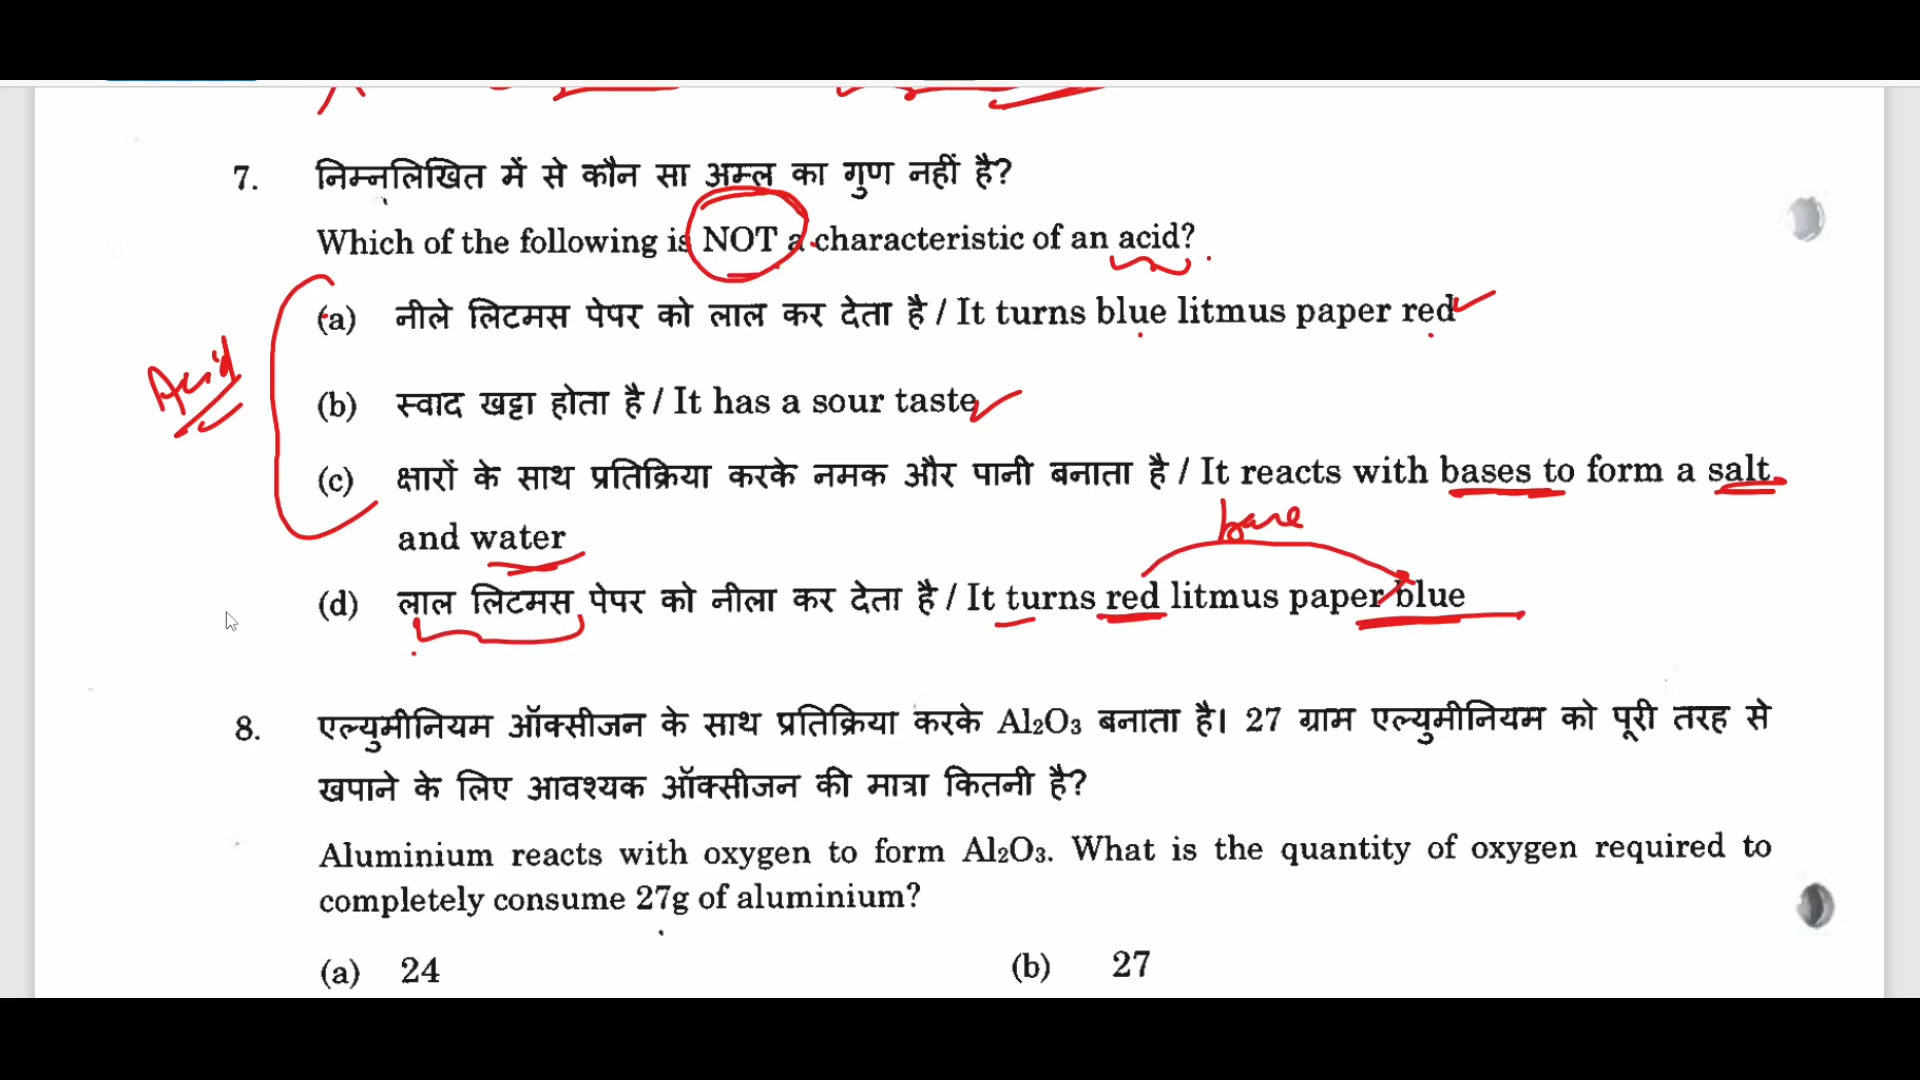 7. निम्नलिखित में से कौन सा अम्ल का गुण नहीं है?
Which of the following is NOT a characteristic of an acid?
(a) नीले लिटमस पेपर को लाल कर देता है / It turns blue litmus paper red
Acid
(b) स्वाद खट्टा होता है / It has a sour taste
(c) क्षारों के साथ प्रतिक्रिया करके नमक और पानी बनाता है / It reacts with bases to form a salt
and water
base
(d) लाल लिटमस पेपर को नीला कर देता है / It turns red litmus paper blue
8. एल्युमीनियम ऑक्सीजन के साथ प्रतिक्रिया करके Al₂O₃ बनाता है। 27 ग्राम एल्युमीनियम को पूरी तरह से
खपाने के लिए आवश्यक ऑक्सीजन की मात्रा कितनी है?
Aluminium reacts with oxygen to form Al₂O₃. What is the quantity of oxygen required to
completely consume 27g of aluminium?
(a) 24 (b) 27